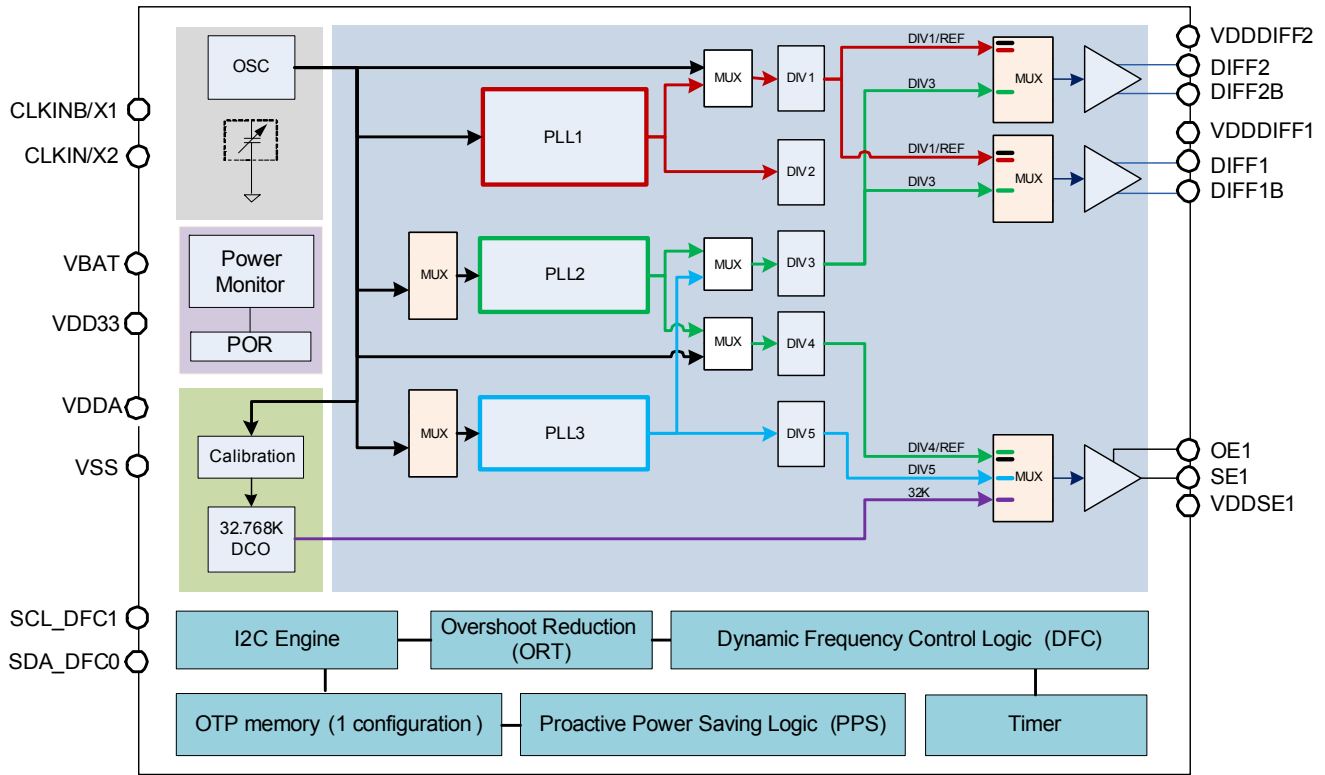 CLKINB/X1
CLKIN/X2
VBAT
VDD33
VDDA
VSS
SCL_DFC1
SDA_DFC0
OSC
Power
Monitor
POR
Calibration
32.768K
DCO
MUX
PLL1
MUX
DIV1
DIV2
MUX
PLL2
MUX
DIV3
MUX
DIV4
PLL3
DIV5
DIV1/REF
DIV3
MUX
DIV1/REF
DIV3
MUX
DIV4/REF
DIV5
32K
MUX
VDDDIFF2
DIFF2
DIFF2B
VDDDIFF1
DIFF1
DIFF1B
OE1
SE1
VDDSE1
MUX
I2C Engine
Overshoot Reduction
(ORT)
Dynamic Frequency Control Logic (DFC)
OTP memory (1 configuration )
Proactive Power Saving Logic (PPS)
Timer